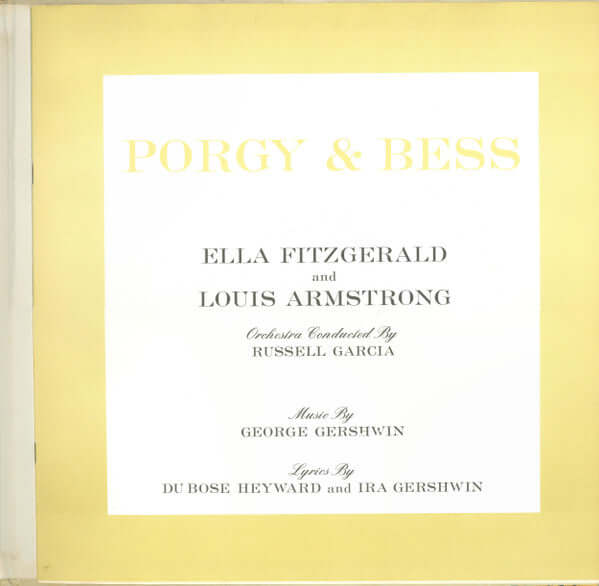 PORGY & BESS
ELLA FITZGERALD
and
LOUIS ARMSTRONG
Orchestra Conducted By
RUSSELL GARCIA
Music By
GEORGE GERSHWIN
Lyrics By
DU BOSE HEYWARD and IRA GERSHWIN